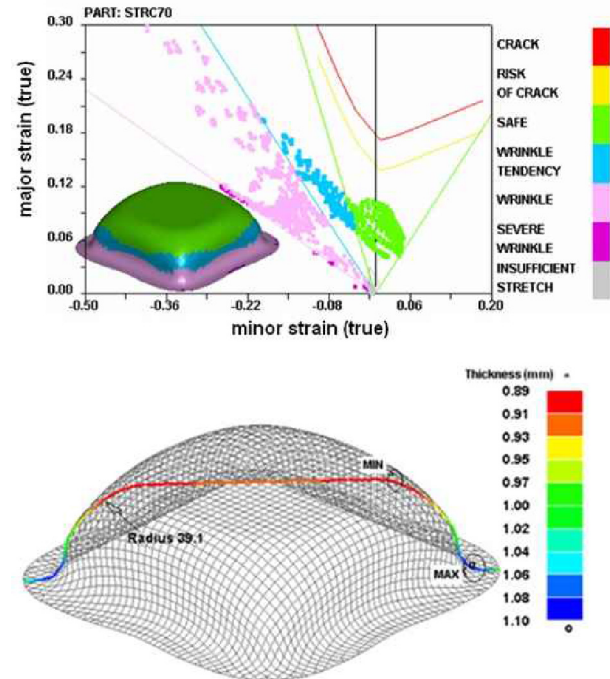 PART: STRC70
0.30
0.24
0.18
0.12
0.06
0.00
major strain (true)
-0.50
-0.36
-0.22
-0.08
0.06
0.20
minor strain (true)
CRACK
RISK
OF CRACK
SAFE
WRINKLE
TENDENCY
WRINKLE
SEVERE
WRINKLE
INSUFFICIENT
STRETCH
Thickness (mm)
0.89
0.91
0.93
0.95
0.97
1.00
1.02
1.04
1.06
1.08
1.10
MIN
Radius 39.1
MAX